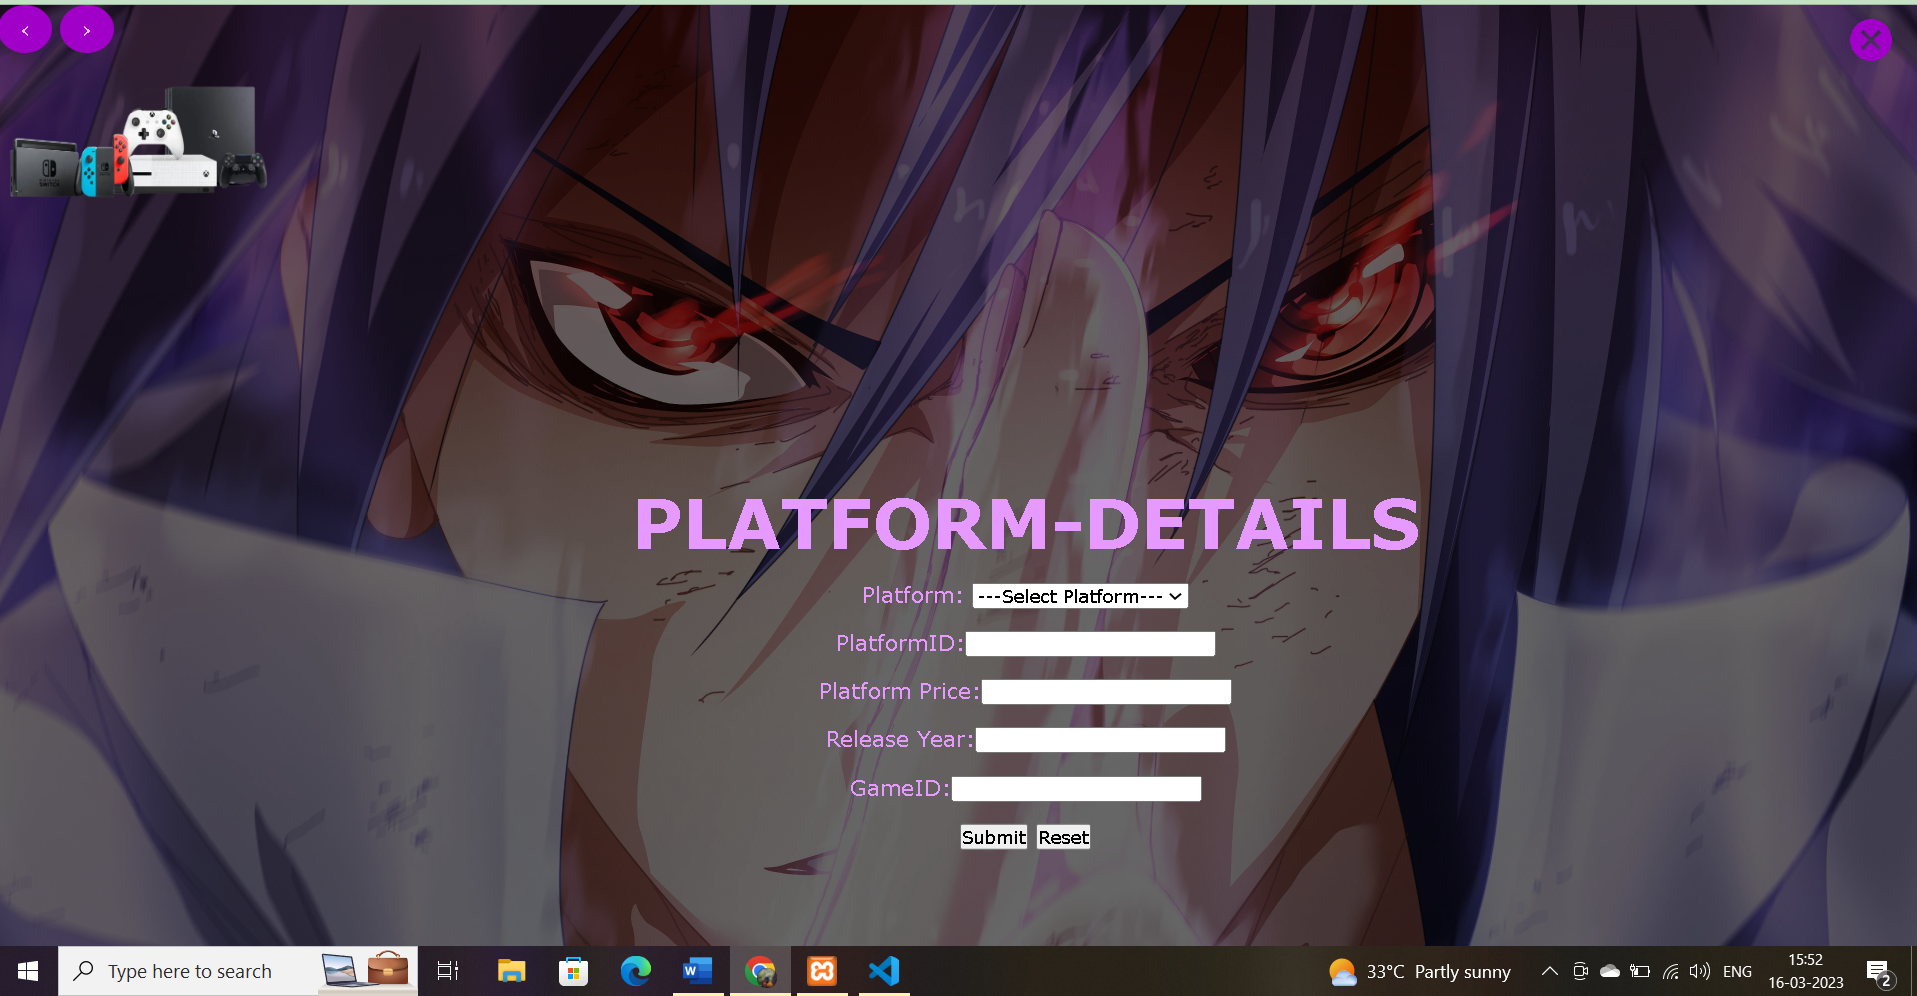 ‹ ›
PLATFORM-DETAILS
Platform: ---Select Platform---
PlatformID:
Platform Price:
Release Year:
GameID:
Submit Reset
Type here to search
33°C Partly sunny
ENG
15:52
16-03-2023
2